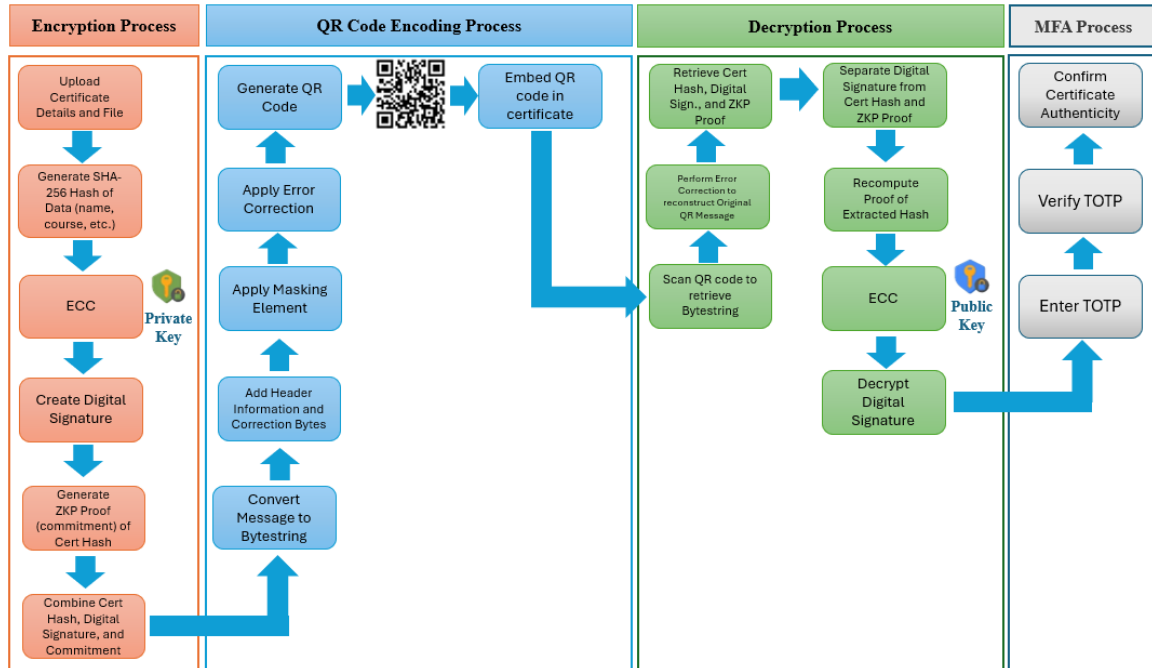 Encryption Process
QR Code Encoding Process
Decryption Process
MFA Process
Upload
Certificate
Details and File
Generate SHA-
256 Hash of
Data (name,
course, etc.)
ECC
Private
Key
Create Digital
Signature
Generate
ZKP Proof
(commitment) of
Cert Hash
Combine Cert
Hash, Digital
Signature, and
Commitment
Generate QR
Code
Embed QR
code in
certificate
Apply Error
Correction
Apply Masking
Element
Add Header
Information and
Correction Bytes
Convert
Message to
Bytestring
Retrieve Cert
Hash, Digital
Sign., and ZKP
Proof
Separate Digital
Signature from
Cert Hash and
ZKP Proof
Perform Error
Correction to
reconstruct Original
QR Message
Recompute
Proof of
Extracted Hash
Scan QR code to
retrieve
Bytestring
ECC
Public
Key
Decrypt
Digital
Signature
Confirm
Certificate
Authenticity
Verify TOTP
Enter TOTP